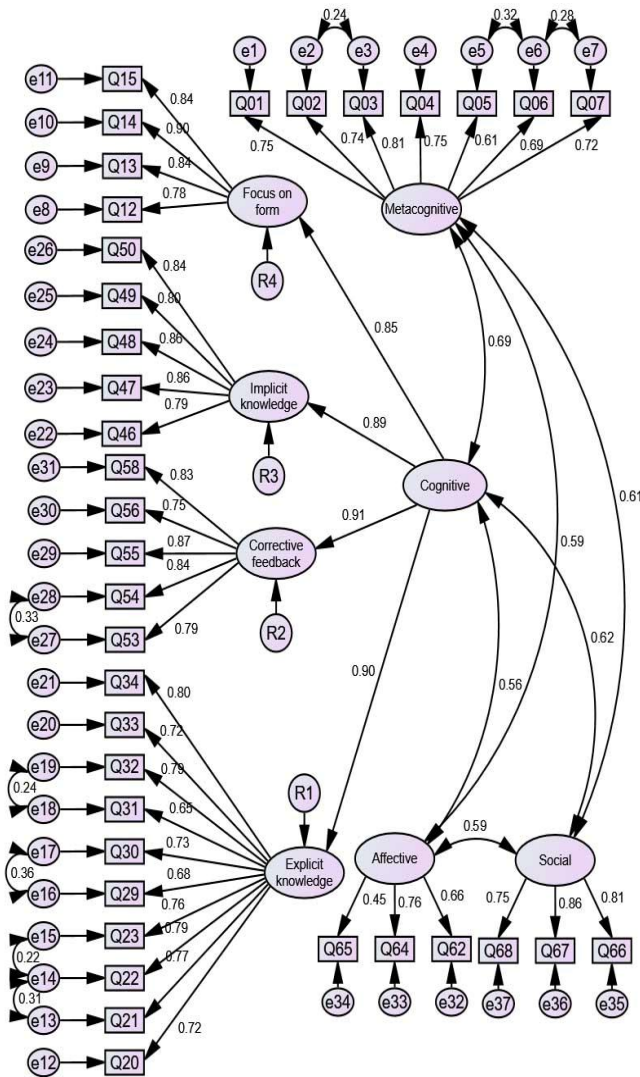 0.24 0.32 0.28
e1 e2 e3 e4 e5 e6 e7
Q01 Q02 Q03 Q04 Q05 Q06 Q07
0.75 0.74 0.81 0.75 0.61 0.69 0.72
Metacognitive
e11 Q15 0.84
e10 Q14 0.90
e9 Q13 0.84
e8 Q12 0.78
Focus on
form
R4
e26 Q50 0.84
e25 Q49 0.80
e24 Q48 0.86
e23 Q47 0.86
e22 Q46 0.79
Implicit
knowledge
R3
0.85
0.69
0.89
Cognitive
0.91
e31 Q58 0.83
e30 Q56 0.75
e29 Q55 0.87
e28 Q54 0.84
0.33
e27 Q53 0.79
Corrective
feedback
R2
0.61
0.59
0.62
0.56
0.90
e21 Q34 0.80
e20 Q33 0.72
e19 Q32 0.79
0.24
e18 Q31 0.65
e17 Q30 0.73
0.36
e16 Q29 0.68
e15 Q23 0.76
0.22
e14 Q22 0.79
0.31
e13 Q21 0.77
e12 Q20 0.72
R1
Explicit
knowledge
Affective 0.59 Social
0.45 0.76 0.66 0.75 0.86 0.81
Q65 Q64 Q62 Q68 Q67 Q66
e34 e33 e32 e37 e36 e35